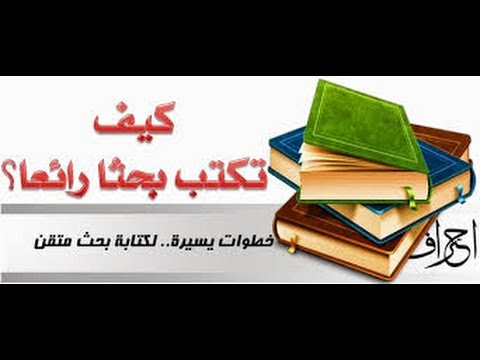 كيف
تكتب بحثا رائعا؟
خطوات يسيرة.. لكتابة بحث متقن